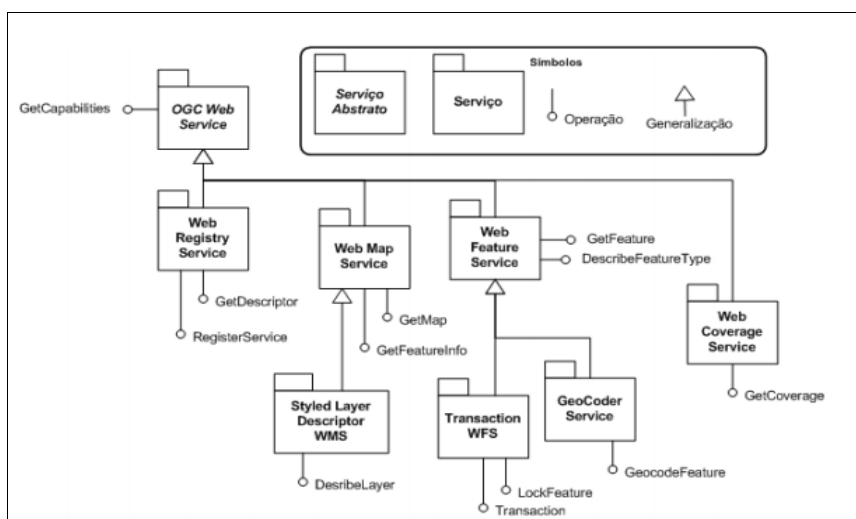 GetCapabilities
OGC Web
Service
Símbolos
Serviço
Abstrato
Serviço
Operação
Generalização
Web
Registry
Service
GetDescriptor
RegisterService
Web Map
Service
GetMap
GetFeatureInfo
Web
Feature
Service
GetFeature
DescribeFeatureType
Web
Coverage
Service
GetCoverage
Styled Layer
Descriptor
WMS
DesribeLayer
Transaction
WFS
LockFeature
Transaction
GeoCoder
Service
GeocodeFeature